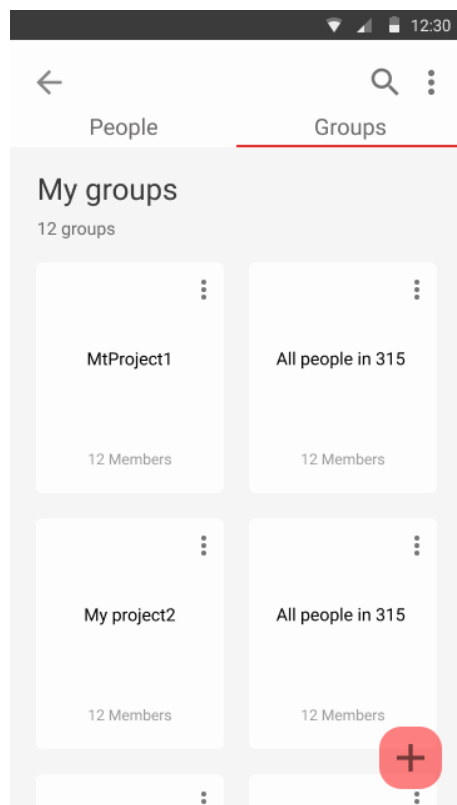 12:30
People
Groups
My groups
12 groups
MtProject1
All people in 315
12 Members
12 Members
My project2
All people in 315
12 Members
12 Members